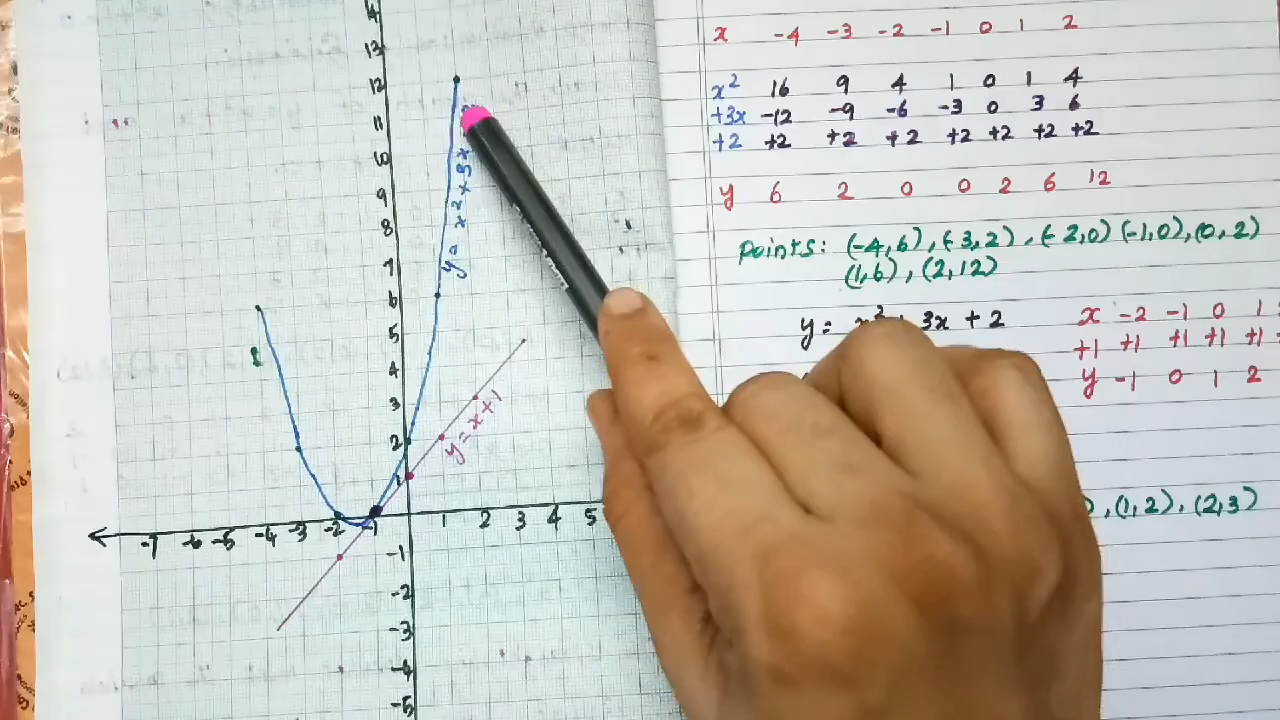 14
13
12
11
10
9
8
7
6
5
4
3
2
1
-7 -6 -5 -4 -3 -2 -1 1 2 3 4 5
-1
-2
-3
-4
-5
y = x² + 3x
y = x+1
x -4 -3 -2 -1 0 1 2
x² 16 9 4 1 0 1 4
+3x -12 -9 -6 -3 0 3 6
+2 +2 +2 +2 +2 +2 +2 +2
y 6 2 0 0 2 6 12
Points: (-4,6), (-3,2), (-2,0) (-1,0), (0,2)
(1,6), (2,12)
y = x² + 3x + 2
x -2 -1 0 1
+1 +1 +1 +1 +1
y -1 0 1 2
), (1,2), (2,3)